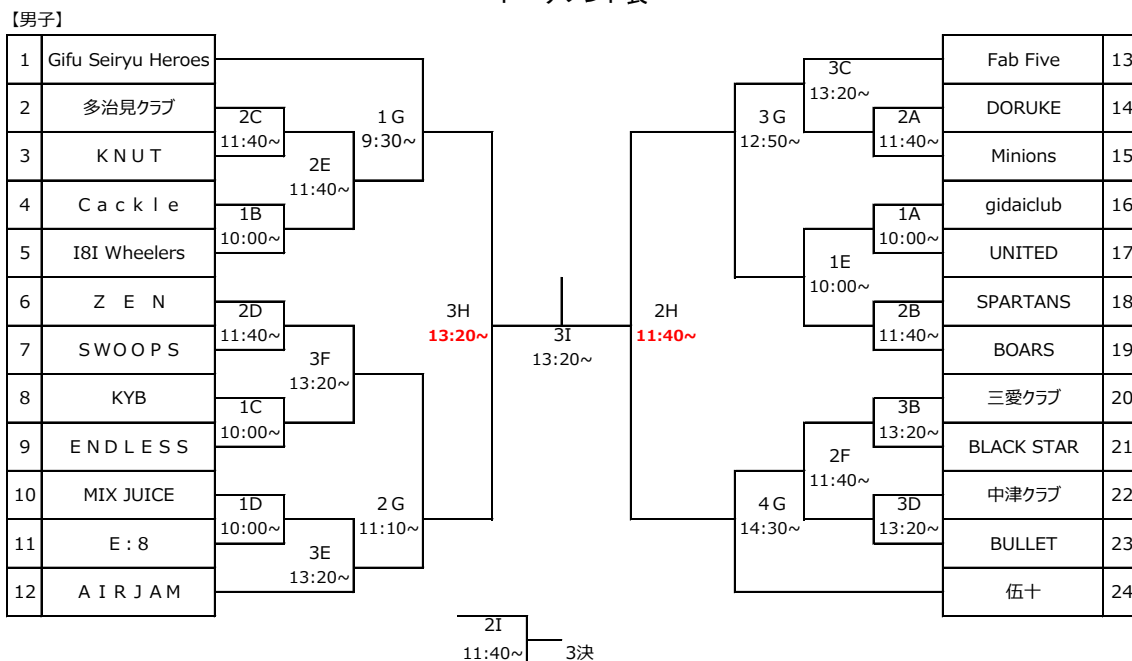 【男子】
1 Gifu Seiryu Heroes
2 多治見クラブ
3 KNUT
4 Cackle
5 I8I Wheelers
6 ZEN
7 SWOOPS
8 KYB
9 ENDLESS
10 MIX JUICE
11 E:8
12 AIRJAM
2C
11:40~
1B
10:00~
2D
11:40~
1C
10:00~
1D
10:00~
2E
11:40~
3F
13:20~
3E
13:20~
1G
9:30~
2G
11:10~
3H
13:20~
3I
13:20~
2H
11:40~
3G
12:50~
4G
14:30~
3C
13:20~
1E
10:00~
2F
11:40~
2A
11:40~
1A
10:00~
2B
11:40~
3B
13:20~
3D
13:20~
Fab Five 13
DORUKE 14
Minions 15
gidaiclub 16
UNITED 17
SPARTANS 18
BOARS 19
三愛クラブ 20
BLACK STAR 21
中津クラブ 22
BULLET 23
伍十 24
2I
11:40~ 3決